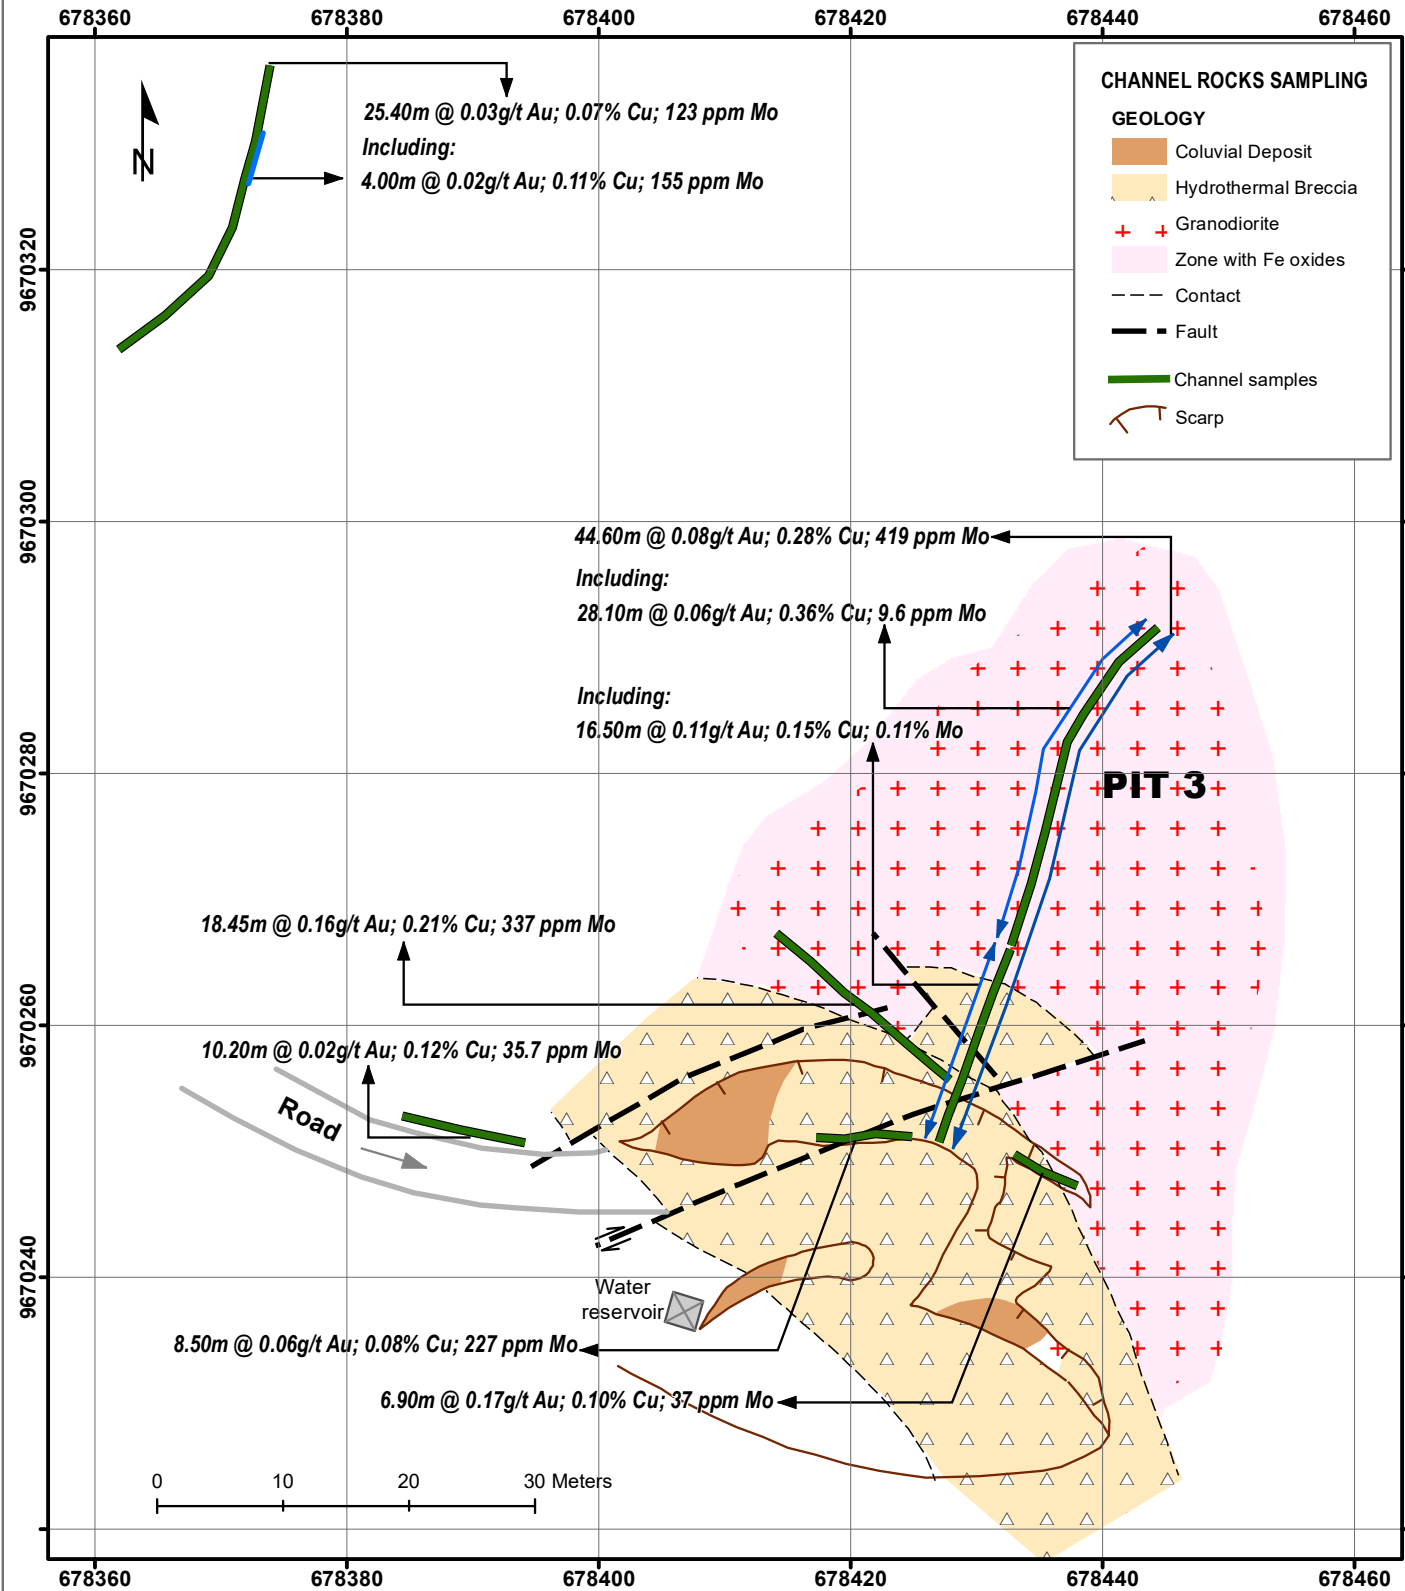 678360 678380 678400 678420 678440 678460
CHANNEL ROCKS SAMPLING
GEOLOGY
Coluvial Deposit
Hydrothermal Breccia
Granodiorite
Zone with Fe oxides
Contact
Fault
Channel samples
Scarp
N
25.40m @ 0.03g/t Au; 0.07% Cu; 123 ppm Mo
Including:
4.00m @ 0.02g/t Au; 0.11% Cu; 155 ppm Mo
9670320
9670300
44.60m @ 0.08g/t Au; 0.28% Cu; 419 ppm Mo
Including:
28.10m @ 0.06g/t Au; 0.36% Cu; 9.6 ppm Mo
Including:
16.50m @ 0.11g/t Au; 0.15% Cu; 0.11% Mo
9670280
PIT 3
18.45m @ 0.16g/t Au; 0.21% Cu; 337 ppm Mo
9670260
10.20m @ 0.02g/t Au; 0.12% Cu; 35.7 ppm Mo
Road
9670240
Water
reservoir
8.50m @ 0.06g/t Au; 0.08% Cu; 227 ppm Mo
6.90m @ 0.17g/t Au; 0.10% Cu; 37 ppm Mo
0 10 20 30 Meters
678360 678380 678400 678420 678440 678460